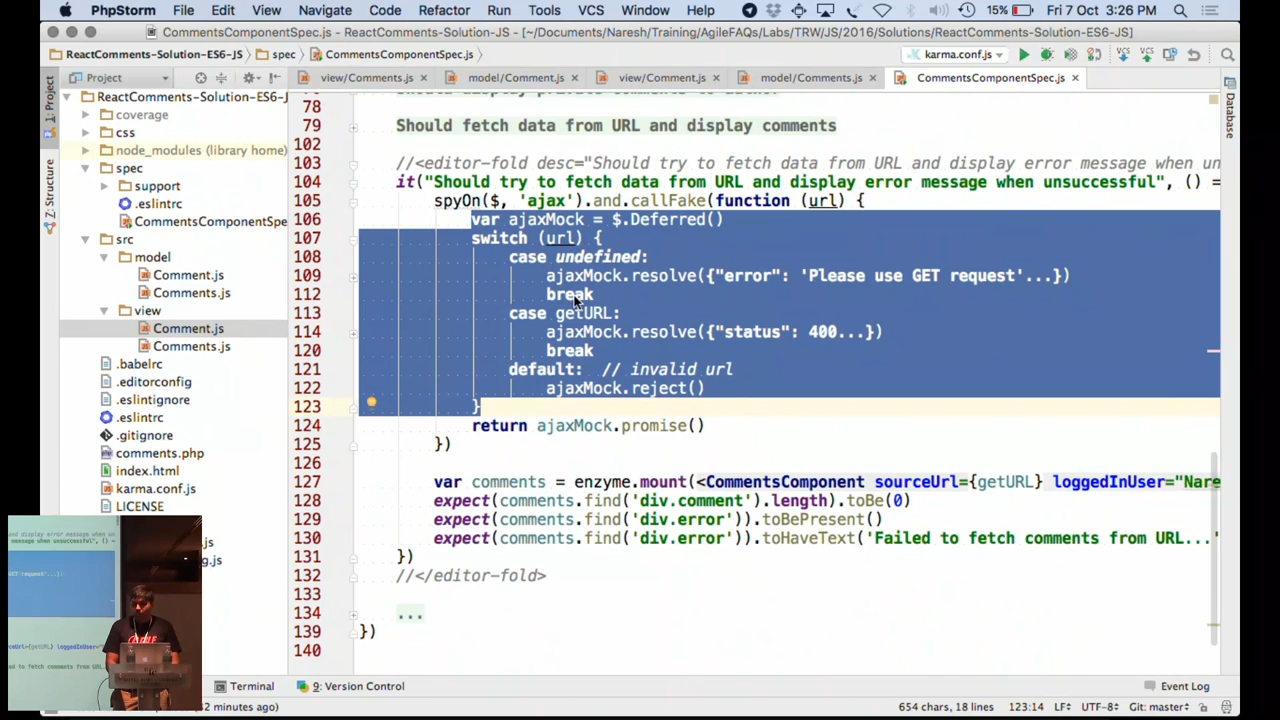 PhpStorm File Edit View Navigate Code Refactor Run Tools VCS Window Help 15% Fri 7 Oct 3:26 PM
CommentsComponentSpec.js - ReactComments-Solution-JS - [~/Documents/Naresh/Training/AgileFAQs/Labs/TRW/JS/2016/Solutions/ReactComments-Solution-ES6-JS]
ReactComments-Solution-ES6-JS spec CommentsComponentSpec.js karma.conf.js VCS VCS
Project view/Comments.js model/Comment.js view/Comment.js model/Comments.js CommentsComponentSpec.js
1: Project
Z: Structure
Database
ReactComments-Solution-ES6-J
coverage
css
node_modules (library home)
spec
support
.eslintrc
CommentsComponentSpe
src
model
Comment.js
Comments.js
view
Comment.js
Comments.js
.babelrc
.editorconfig
.eslintignore
.eslintrc
.gitignore
comments.php
index.html
karma.conf.js
LICENSE
78
79 Should fetch data from URL and display comments
102
103 //<editor-fold desc="Should try to fetch data from URL and display error message when un
104 it("Should try to fetch data from URL and display error message when unsuccessful", () =
105 spyOn($, 'ajax').and.callFake(function (url) {
106 var ajaxMock = $.Deferred()
107 switch (url) {
108 case undefined:
109 ajaxMock.resolve({"error": 'Please use GET request'...})
112 break
113 case getURL:
114 ajaxMock.resolve({"status": 400...})
120 break
121 default: // invalid url
122 ajaxMock.reject()
123 }
124 return ajaxMock.promise()
125 })
126
127 var comments = enzyme.mount(<CommentsComponent sourceUrl={getURL} loggedInUser="Nare
128 expect(comments.find('div.comment').length).toBe(0)
129 expect(comments.find('div.error')).toBePresent()
130 expect(comments.find('div.error')).toHaveText('Failed to fetch comments from URL...'
131 })
132 //</editor-fold>
133
134 ...
139 })
140
Terminal 9: Version Control Event Log
minutes ago) 654 chars, 18 lines 123:14 LF÷ UTF-8÷ Git: master÷